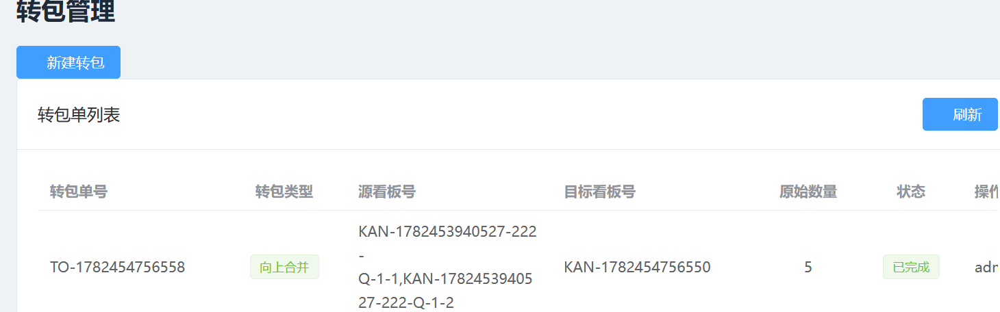 转包管理
新建转包
转包单列表
刷新
转包单号 转包类型 源看板号 目标看板号 原始数量 状态 操作
KAN-1782453940527-222
-
TO-1782454756558 向上合并 KAN-1782454756550 5 已完成 adm
Q-1-1,KAN-17824539405
27-222-Q-1-2